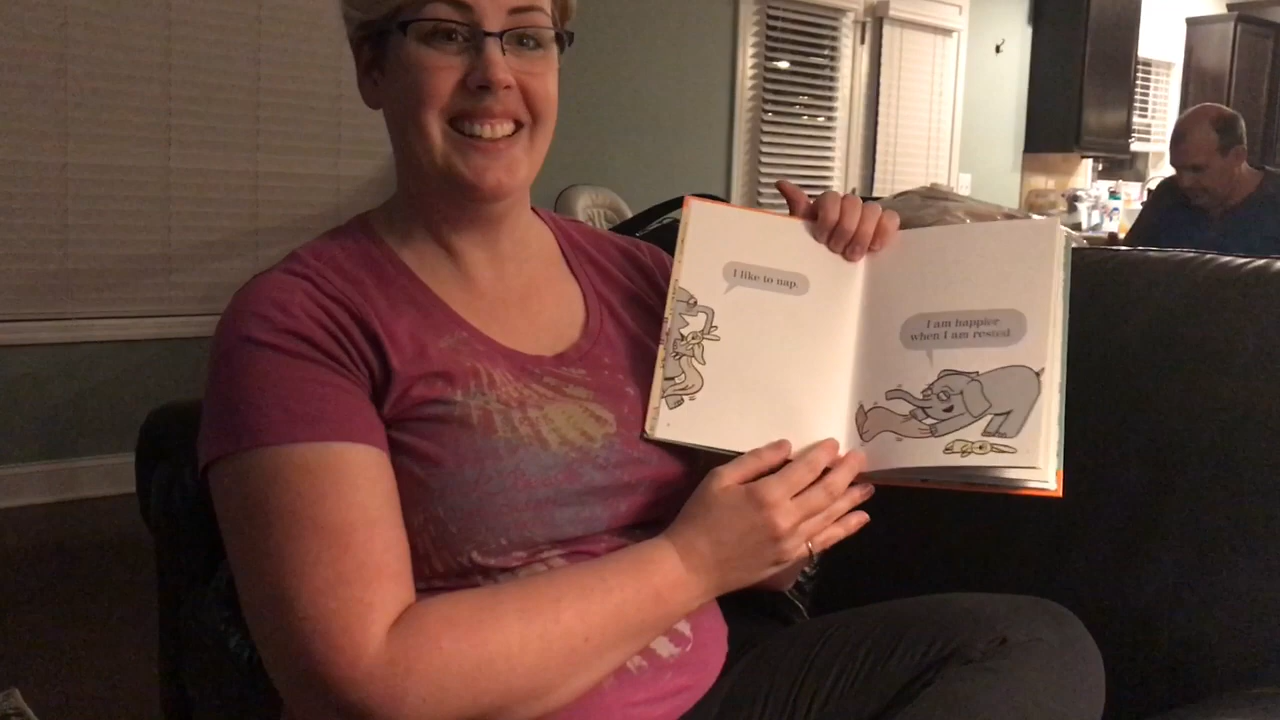 I like to nap.
I am happier
when I am rested.